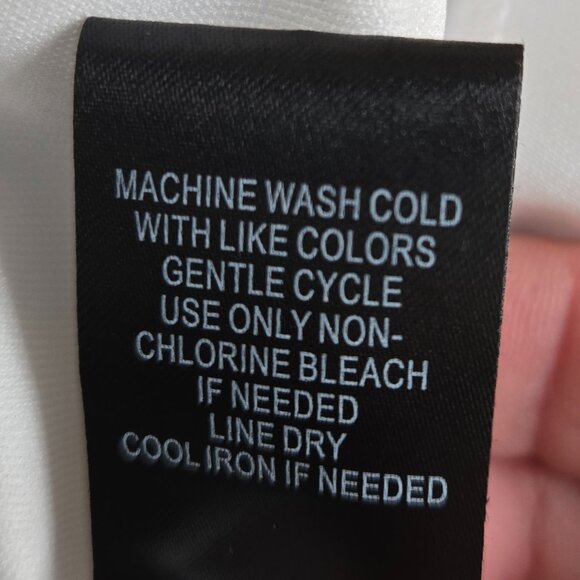 MACHINE WASH COLD
WITH LIKE COLORS
GENTLE CYCLE
USE ONLY NON-
CHLORINE BLEACH
IF NEEDED
LINE DRY
COOL IRON IF NEEDED